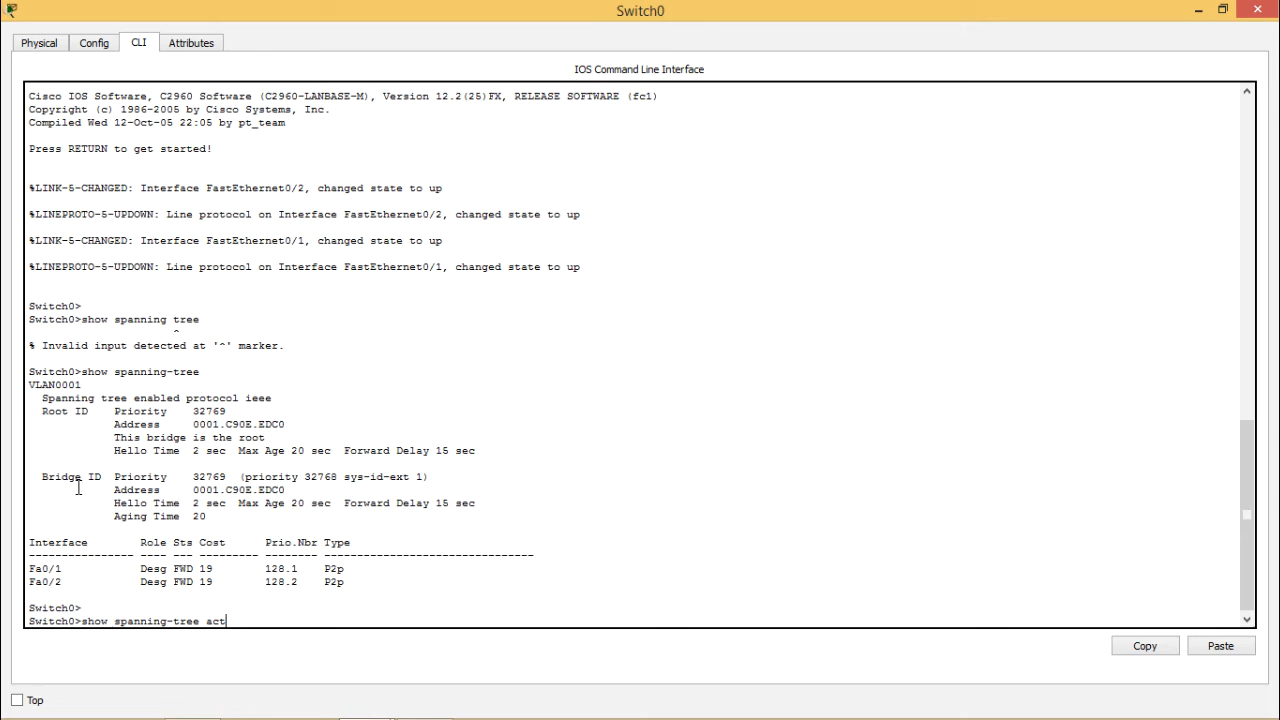 Switch0
Physical Config CLI Attributes
IOS Command Line Interface
Cisco IOS Software, C2960 Software (C2960-LANBASE-M), Version 12.2(25)FX, RELEASE SOFTWARE (fc1)
Copyright (c) 1986-2005 by Cisco Systems, Inc.
Compiled Wed 12-Oct-05 22:05 by pt_team
Press RETURN to get started!
%LINK-5-CHANGED: Interface FastEthernet0/2, changed state to up
%LINEPROTO-5-UPDOWN: Line protocol on Interface FastEthernet0/2, changed state to up
%LINK-5-CHANGED: Interface FastEthernet0/1, changed state to up
%LINEPROTO-5-UPDOWN: Line protocol on Interface FastEthernet0/1, changed state to up
Switch0>
Switch0>show spanning tree
^
% Invalid input detected at '^' marker.
Switch0>show spanning-tree
VLAN0001
Spanning tree enabled protocol ieee
Root ID Priority 32769
Address 0001.C90E.EDC0
This bridge is the root
Hello Time 2 sec Max Age 20 sec Forward Delay 15 sec
Bridge ID Priority 32769 (priority 32768 sys-id-ext 1)
Address 0001.C90E.EDC0
Hello Time 2 sec Max Age 20 sec Forward Delay 15 sec
Aging Time 20
Interface Role Sts Cost Prio.Nbr Type
---------------- ---- --- --------- -------- --------------------------------
Fa0/1 Desg FWD 19 128.1 P2p
Fa0/2 Desg FWD 19 128.2 P2p
Switch0>
Switch0>show spanning-tree act
Copy Paste
Top